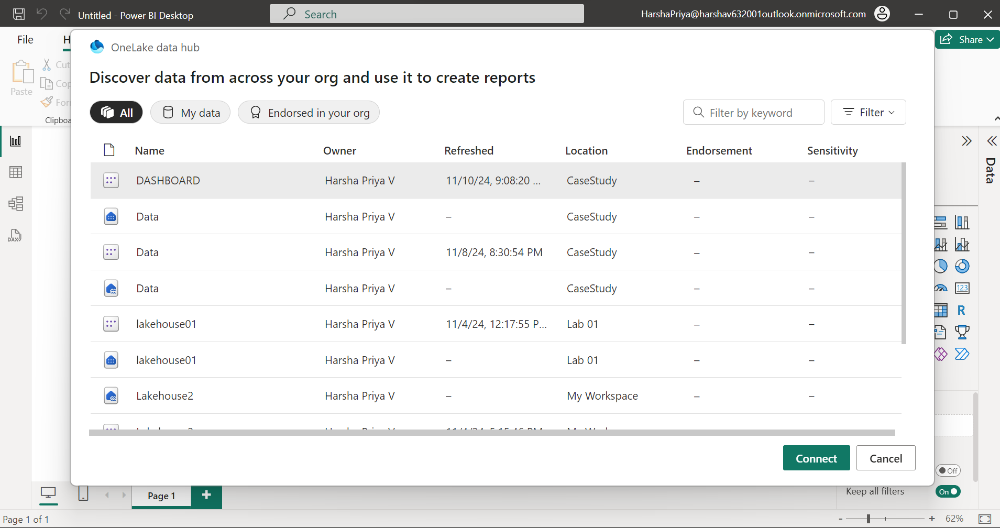 Untitled - Power BI Desktop
Search
HarshaPriya@harshav632001outlook.onmicrosoft.com
File
H
Share
Paste
Cut
Cop
For
Clipboa
OneLake data hub
Discover data from across your org and use it to create reports
All
My data
Endorsed in your org
Filter by keyword
Filter
Name Owner Refreshed Location Endorsement Sensitivity
DASHBOARD Harsha Priya V 11/10/24, 9:08:20 ... CaseStudy – –
Data Harsha Priya V – CaseStudy – –
Data Harsha Priya V 11/8/24, 8:30:54 PM CaseStudy – –
Data Harsha Priya V – CaseStudy – –
lakehouse01 Harsha Priya V 11/4/24, 12:17:55 P... Lab 01 – –
lakehouse01 Harsha Priya V – Lab 01 – –
Lakehouse2 Harsha Priya V – My Workspace – –
Connect
Cancel
Data
DAX
123
R
Off
Keep all filters
On
Page 1
+
Page 1 of 1
- + 62%